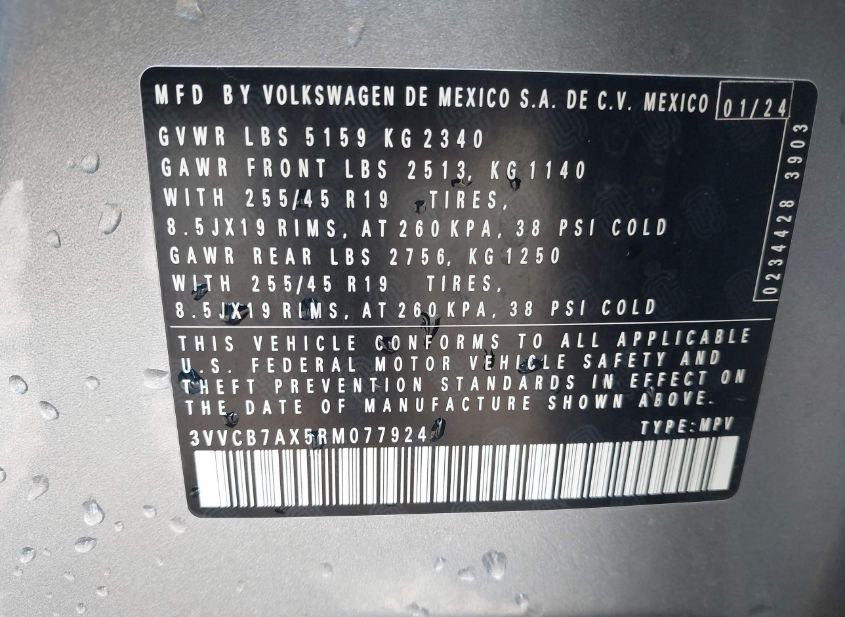 MFD BY VOLKSWAGEN DE MEXICO S.A. DE C.V. MEXICO 01/24
GVWR LBS 5159 KG 2340
GAWR FRONT LBS 2513, KG 1140
WITH 255/45 R19 TIRES,
8.5JX19 RIMS, AT 260 KPA, 38 PSI COLD
GAWR REAR LBS 2756, KG 1250
WITH 255/45 R19 TIRES,
8.5JX19 RIMS, AT 260 KPA, 38 PSI COLD
0234428 3903
THIS VEHICLE CONFORMS TO ALL APPLICABLE
U.S. FEDERAL MOTOR VEHICLE SAFETY AND
THEFT PREVENTION STANDARDS IN EFFECT ON
THE DATE OF MANUFACTURE SHOWN ABOVE.
3VVCB7AX5RM077924 TYPE:MPV